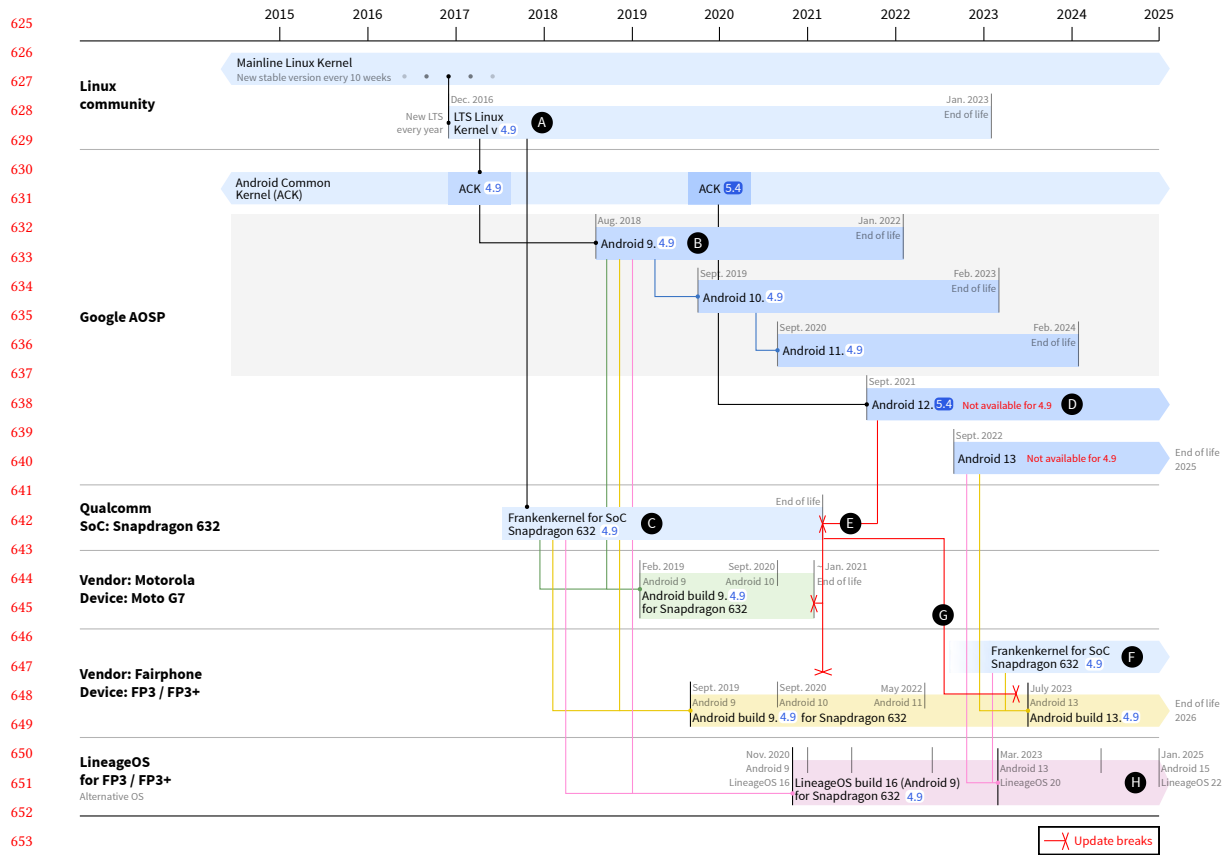 2015 2016 2017 2018 2019 2020 2021 2022 2023 2024 2025
625
626
627
628
629
630
631
632
633
634
635
636
637
638
639
640
641
642
643
644
645
646
647
648
649
650
651
652
653
Linux
community
Mainline Linux Kernel
New stable version every 10 weeks
Dec. 2016
New LTS
every year
LTS Linux
Kernel v 4.9
A
Jan. 2023
End of life
Android Common
Kernel (ACK)
ACK 4.9
ACK 5.4
Google AOSP
Aug. 2018
Android 9. 4.9
B
Jan. 2022
End of life
Sept. 2019
Android 10. 4.9
Feb. 2023
End of life
Sept. 2020
Android 11. 4.9
Feb. 2024
End of life
Sept. 2021
Android 12. 5.4 Not available for 4.9
D
Sept. 2022
Android 13 Not available for 4.9
End of life
2025
Qualcomm
SoC: Snapdragon 632
Frankenkernel for SoC
Snapdragon 632 4.9
C
End of life
E
Vendor: Motorola
Device: Moto G7
Feb. 2019
Android 9
Sept. 2020
Android 10
~ Jan. 2021
End of life
Android build 9. 4.9
for Snapdragon 632
G
Vendor: Fairphone
Device: FP3 / FP3+
Frankenkernel for SoC
Snapdragon 632 4.9
F
Sept. 2019
Android 9
Sept. 2020
Android 10
May 2022
Android 11
July 2023
Android 13
Android build 9. 4.9 for Snapdragon 632
Android build 13. 4.9
End of life
2026
LineageOS
for FP3 / FP3+
Alternative OS
Nov. 2020
Android 9
LineageOS 16
LineageOS build 16 (Android 9)
for Snapdragon 632 4.9
Mar. 2023
Android 13
LineageOS 20
H
Jan. 2025
Android 15
LineageOS 22
Update breaks